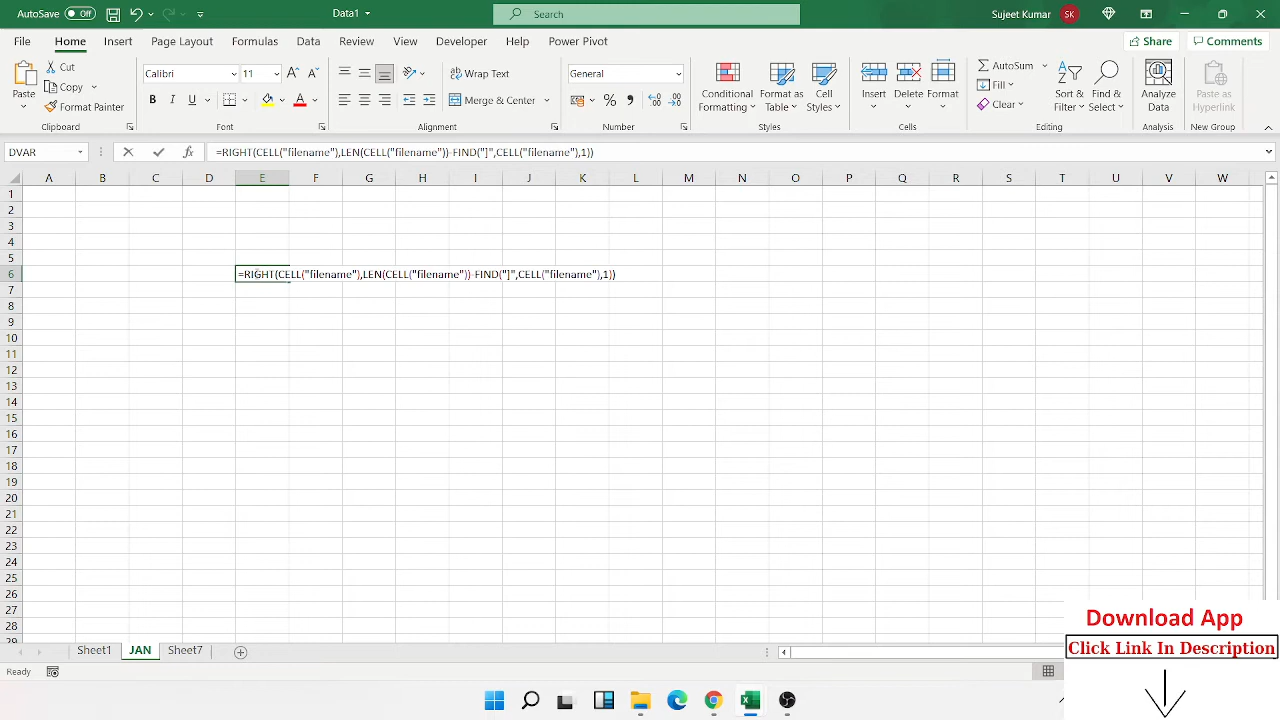 AutoSave Off Data1 Search Sujeet Kumar SK
File Home Insert Page Layout Formulas Data Review View Developer Help Power Pivot Share Comments
Paste Cut Copy Format Painter
Calibri 11
B I U A
Wrap Text
Merge & Center
General
% 9
Conditional Formatting Format as Table Cell Styles
Insert Delete Format
AutoSum Fill Clear
Sort & Filter Find & Select
Analyze Data
Paste as Hyperlink
Clipboard Font Alignment Number Styles Cells Editing Analysis New Group
DVAR fx =RIGHT(CELL("filename"),LEN(CELL("filename"))-FIND("]",CELL("filename"),1))
A B C D E F G H I J K L M N O P Q R S T U V W
1
2
3
4
5
6 =RIGHT(CELL("filename"),LEN(CELL("filename"))-FIND("]",CELL("filename"),1))
7
8
9
10
11
12
13
14
15
16
17
18
19
20
21
22
23
24
25
26
27
28
29
Download App
Click Link In Description
Sheet1 JAN Sheet7
Ready